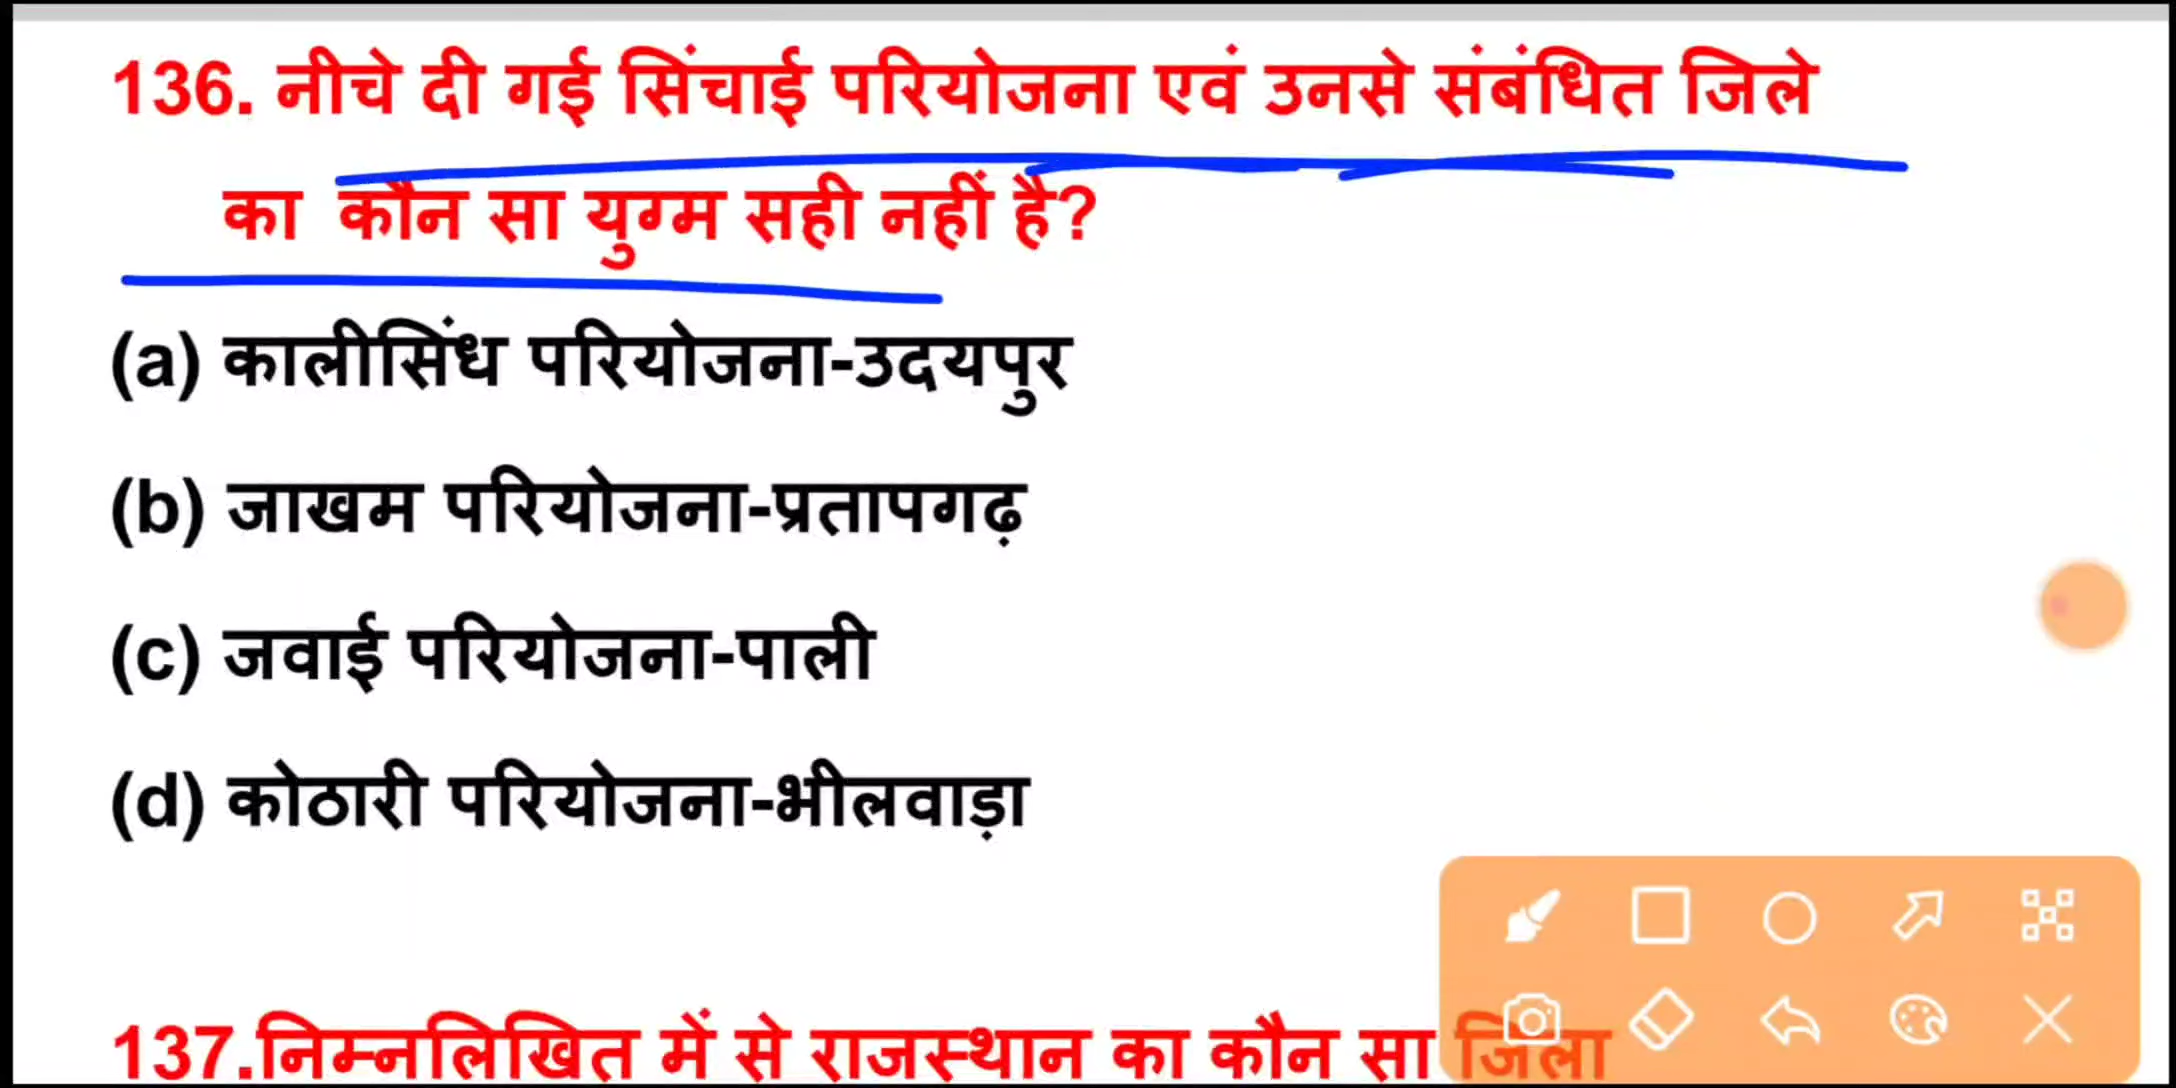 136. नीचे दी गई सिंचाई परियोजना एवं उनसे संबंधित जिले
का कौन सा युग्म सही नहीं है?
(a) कालीसिंध परियोजना-उदयपुर
(b) जाखम परियोजना-प्रतापगढ़
(c) जवाई परियोजना-पाली
(d) कोठारी परियोजना-भीलवाड़ा
137.निम्नलिखित में से राजस्थान का कौन सा जिला